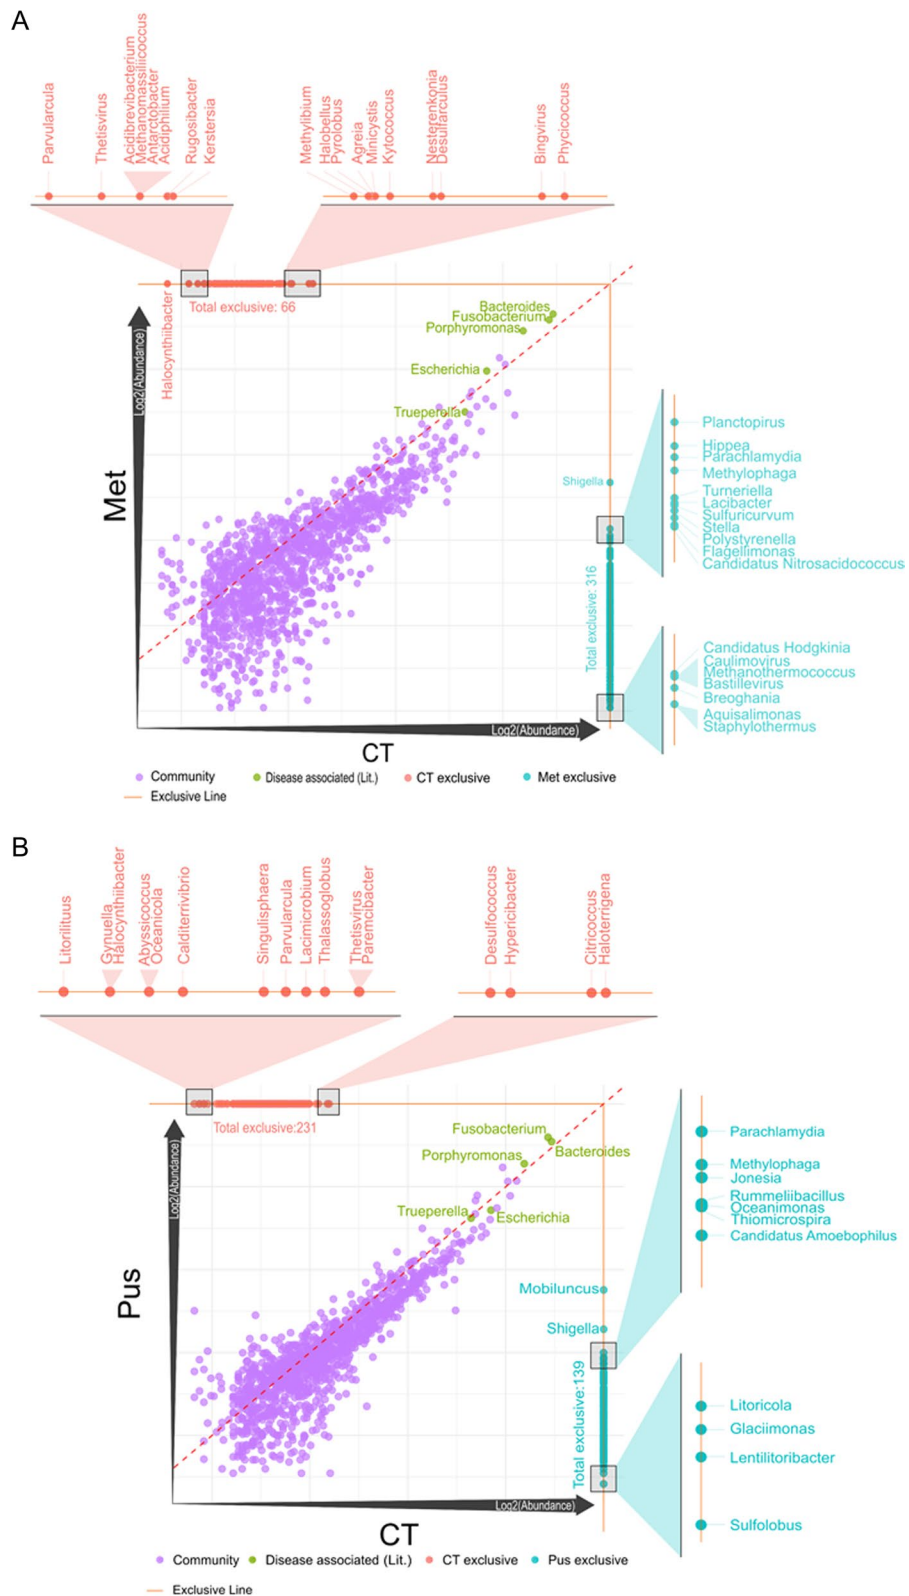 A
Parvularcula
Thetisvirus
Acidibrevibacterium
Methanomassiliicoccus
Antarctobacter
Acidiphilium
Rugosibacter
Kerstersia
Methylibium
Halobellus
Pyrolobus
Agreia
Minicystis
Kytococcus
Nesterenkonia
Desulfarculus
Bingvirus
Phycicoccus
Total exclusive: 66
Halocynthiibacter
Bacteroides
Fusobacterium
Porphyromonas
Escherichia
Trueperella
Log2(Abundance)
Met
Shigella
Total exclusive: 316
Planctopirus
Hippea
Parachlamydia
Methylophaga
Turneriella
Lacibacter
Sulfuricurvum
Stella
Polystyrenella
Flagellimonas
Candidatus Nitrosacidococcus
Candidatus Hodgkinia
Caulimovirus
Methanothermococcus
Bastillevirus
Breoghania
Aquisalimonas
Staphylothermus
Log2(Abundance)
CT
Community
Disease associated (Lit.)
CT exclusive
Met exclusive
Exclusive Line
B
Litorilituus
Gynuella
Halocynthiibacter
Abyssicoccus
Oceanicola
Calditerrivibrio
Singulisphaera
Parvularcula
Lacimicrobium
Thalassoglobus
Thetisvirus
Paremcibacter
Desulfococcus
Hypericibacter
Citricoccus
Haloterrigena
Total exclusive:231
Fusobacterium
Bacteroides
Porphyromonas
Trueperella
Escherichia
Log2(Abundance)
Pus
Mobiluncus
Shigella
Total exclusive:139
Parachlamydia
Methylophaga
Jonesia
Rummeliibacillus
Oceanimonas
Thiomicrospira
Candidatus Amoebophilus
Litoricola
Glaciimonas
Lentilitoribacter
Sulfolobus
Log2(Abundance)
CT
Community
Disease associated (Lit.)
CT exclusive
Pus exclusive
Exclusive Line